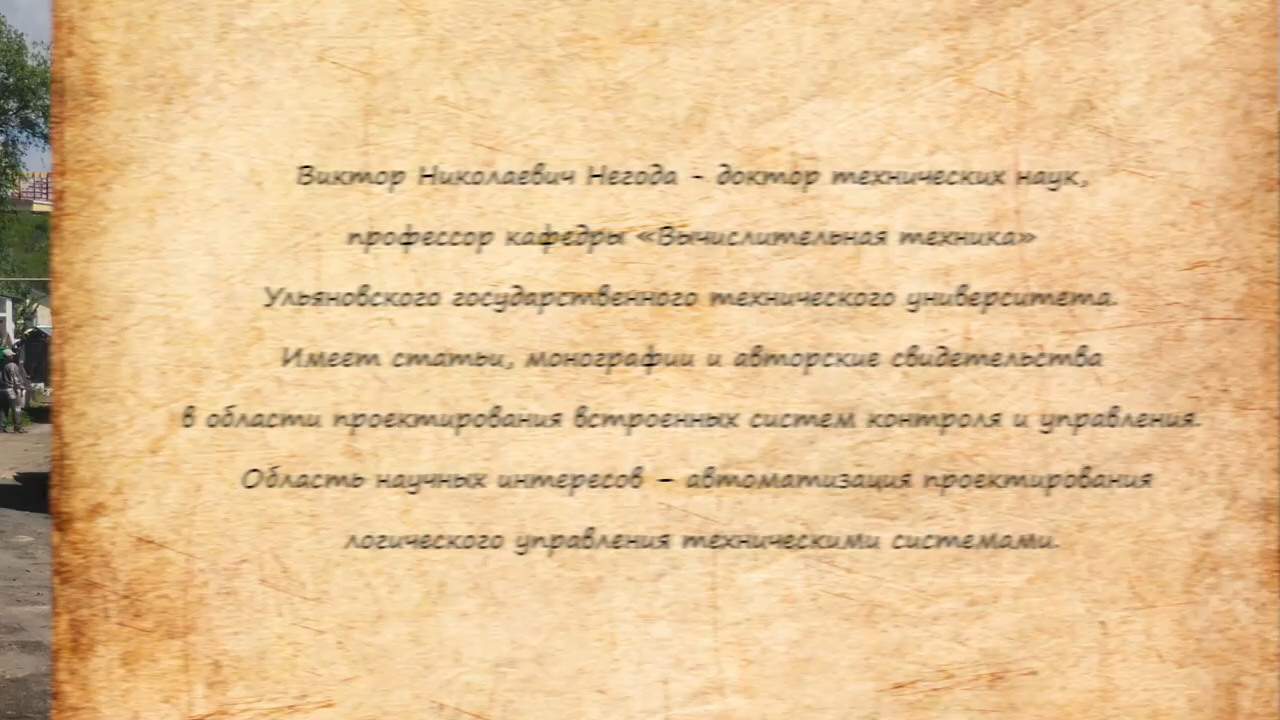 Виктор Николаевич Негода - доктор технических наук,
профессор кафедры «Вычислительная техника»
Ульяновского государственного технического университета.
Имеет статьи, монографии и авторские свидетельства
в области проектирования встроенных систем контроля и управления.
Область научных интересов – автоматизация проектирования
логического управления техническими системами.